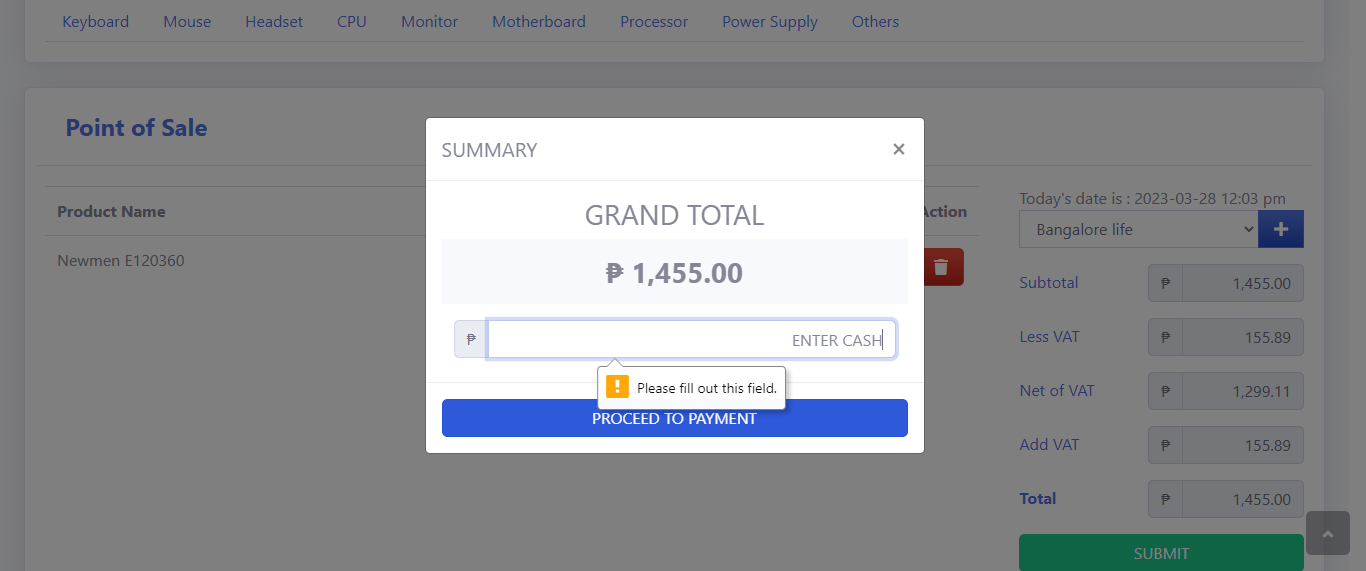 Keyboard Mouse Headset CPU Monitor Motherboard Processor Power Supply Others
Point of Sale
Product Name
Action
Newmen E120360
SUMMARY
×
GRAND TOTAL
₱ 1,455.00
₱ ENTER CASH
! Please fill out this field.
PROCEED TO PAYMENT
Today's date is : 2023-03-28 12:03 pm
Bangalore life
Subtotal ₱ 1,455.00
Less VAT ₱ 155.89
Net of VAT ₱ 1,299.11
Add VAT ₱ 155.89
Total ₱ 1,455.00
SUBMIT